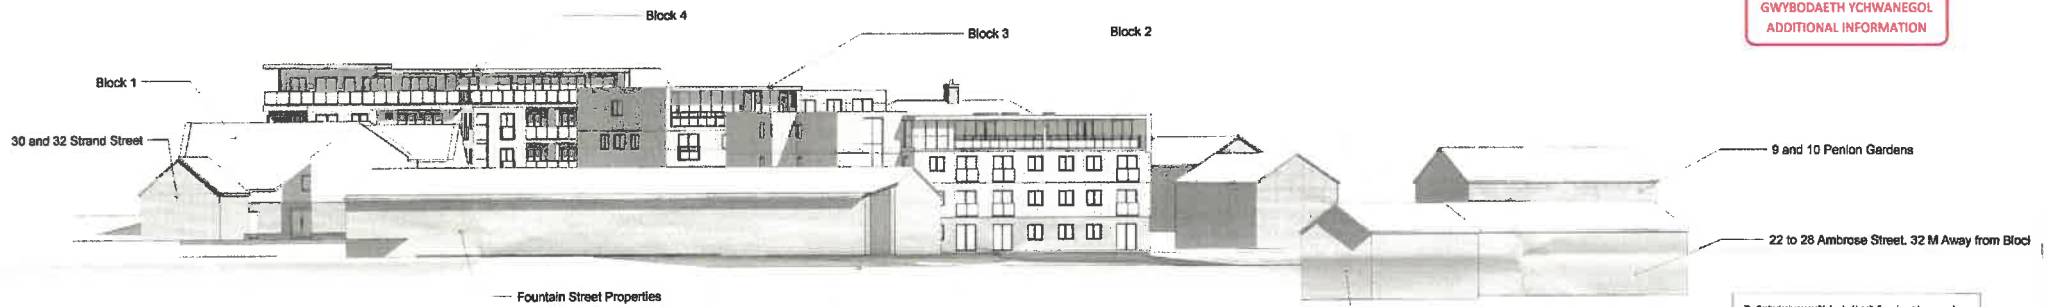 GWYBODAETH YCHWANEGOL
ADDITIONAL INFORMATION
Block 4
Block 3
Block 2
Block 1
30 and 32 Strand Street
9 and 10 Penlon Gardens
22 to 28 Ambrose Street. 32 M Away from Block
Fountain Street Properties